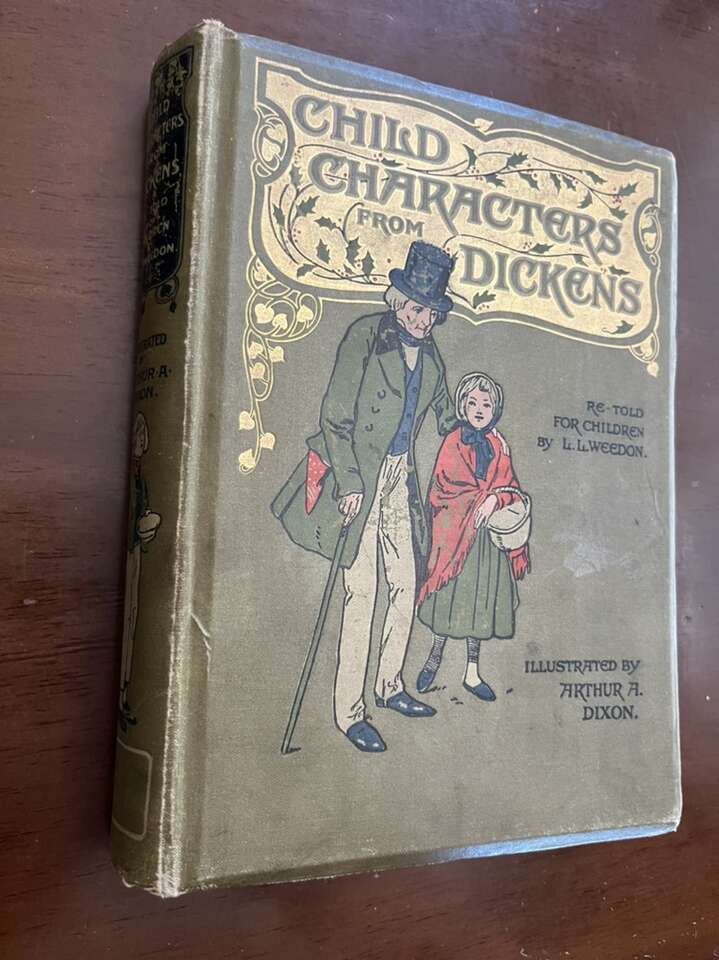 CHILD
CHARACTERS
FROM
DICKENS
RE-TOLD
FOR CHILDREN
BY L.L.WEEDON.
ILLUSTRATED BY
ARTHUR A.
DIXON.